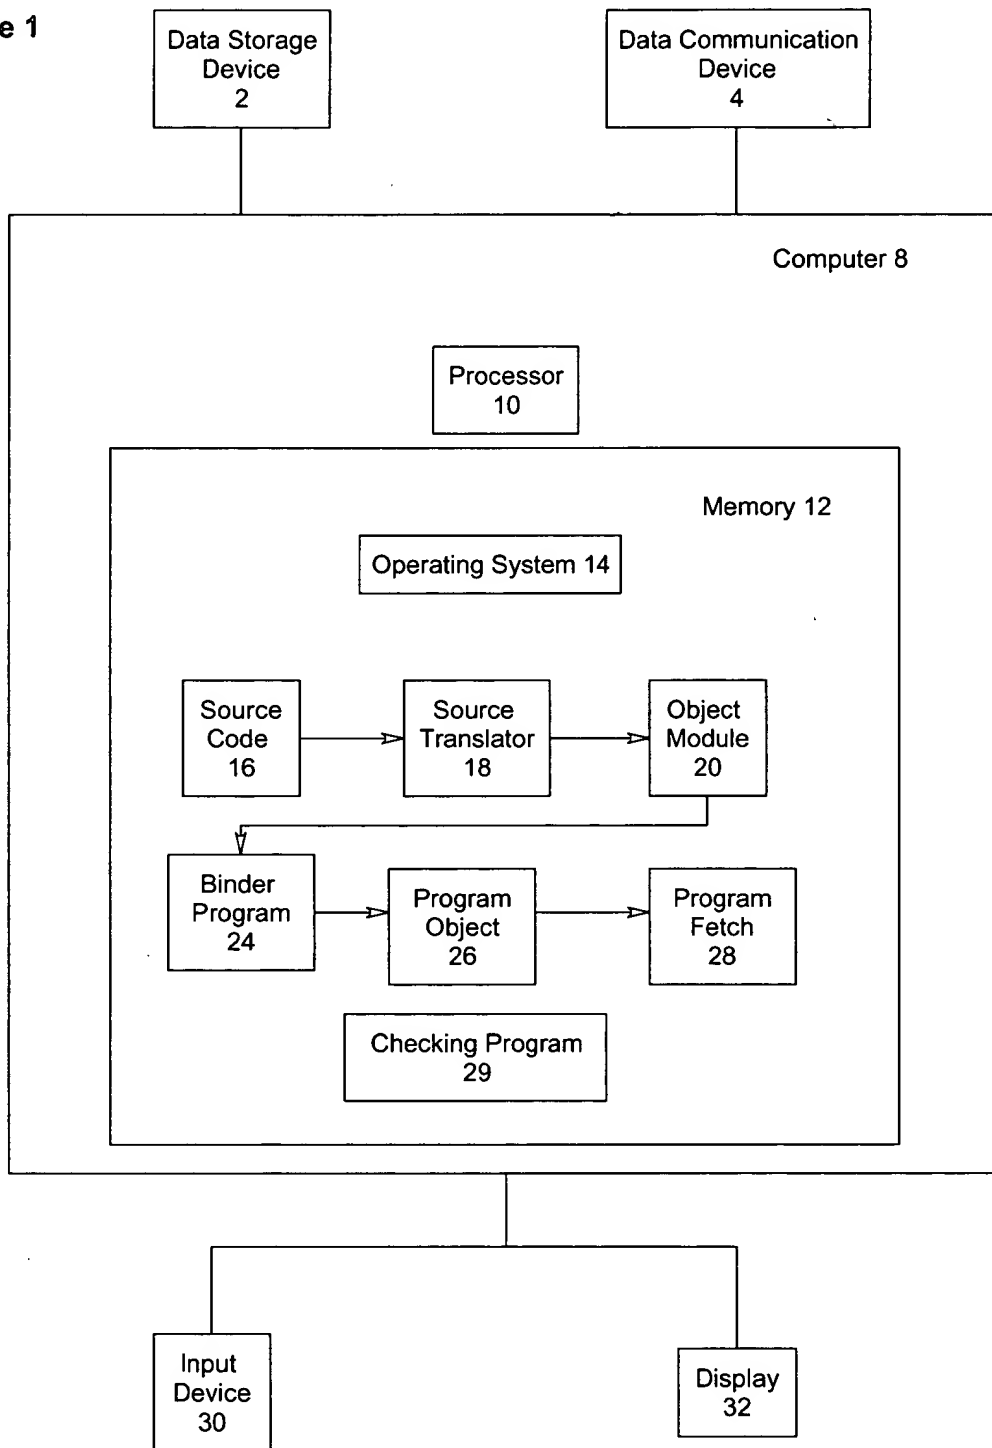 e 1
Data Storage
Device
2
Data Communication
Device
4
Computer 8
Processor
10
Memory 12
Operating System 14
Source
Code
16
Source
Translator
18
Object
Module
20
Binder
Program
24
Program
Object
26
Program
Fetch
28
Checking Program
29
Input
Device
30
Display
32